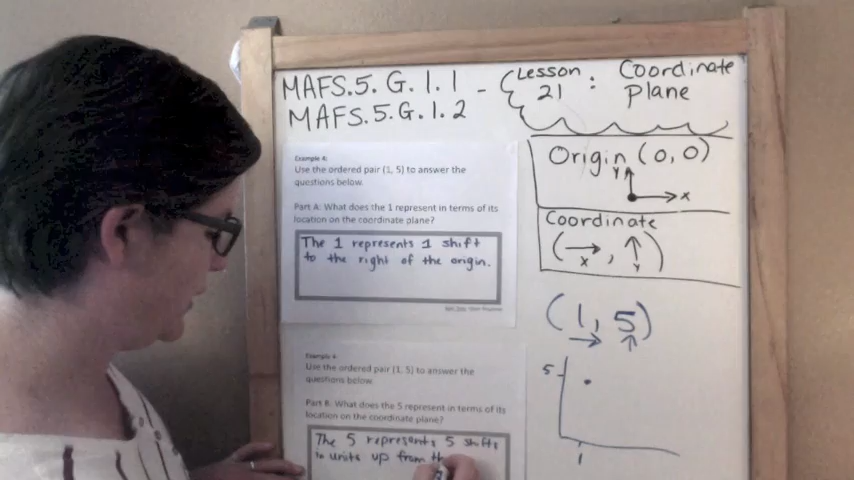 MAFS.5.G.1.1 -
MAFS.5.G.1.2
Lesson
21 :
Coordinate
Plane
Example 4:
Use the ordered pair (1, 5) to answer the
questions below.
Part A: What does the 1 represent in terms of its
location on the coordinate plane?
The 1 represents 1 shift
to the right of the origin.
Example 4:
Use the ordered pair (1, 5) to answer the
questions below.
Part B: What does the 5 represent in terms of its
location on the coordinate plane?
The 5 represents 5 shifts
to units up from th
Origin (0, 0)
y
x
Coordinate
(→, ↑)
x y
(1, 5)
→ ↑
5
1